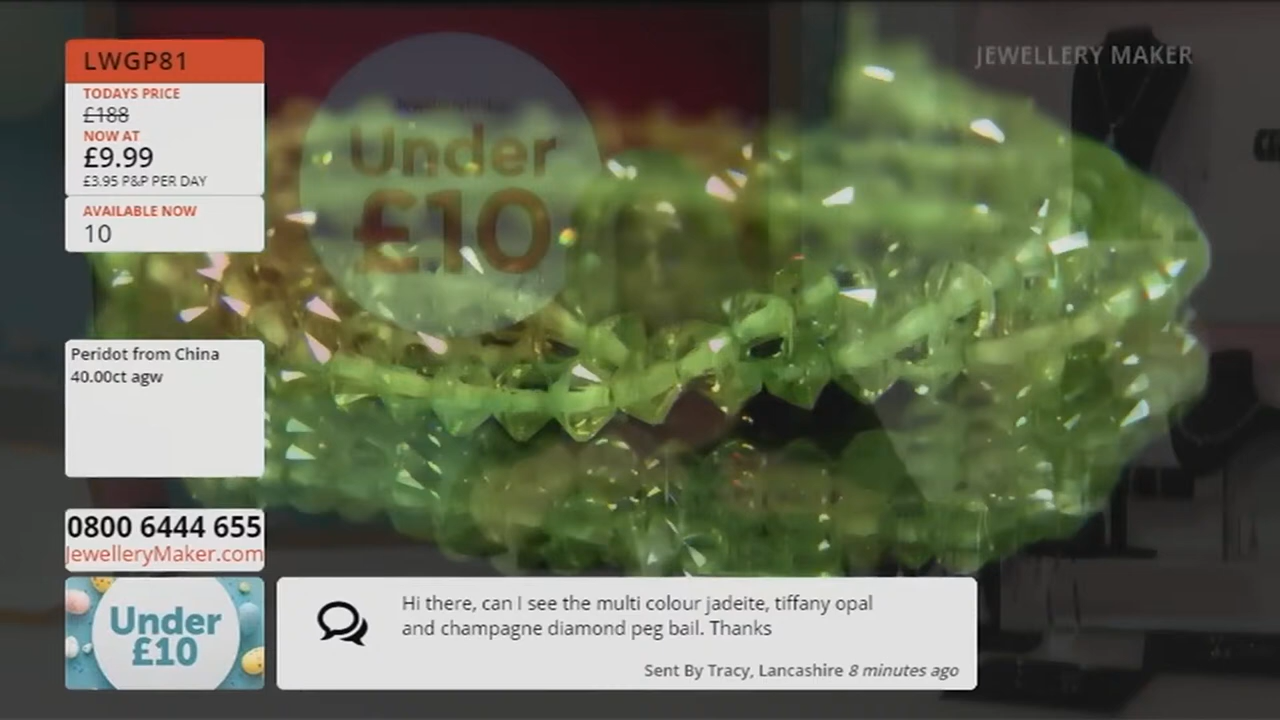 LWGP81
TODAYS PRICE
£188
NOW AT
£9.99
£3.95 P&P PER DAY
AVAILABLE NOW
10
Peridot from China
40.00ct agw
0800 6444 655
JewelleryMaker.com
Under
£10
JEWELLERY MAKER
Under
£10
Hi there, can I see the multi colour jadeite, tiffany opal
and champagne diamond peg bail. Thanks
Sent By Tracy, Lancashire 8 minutes ago